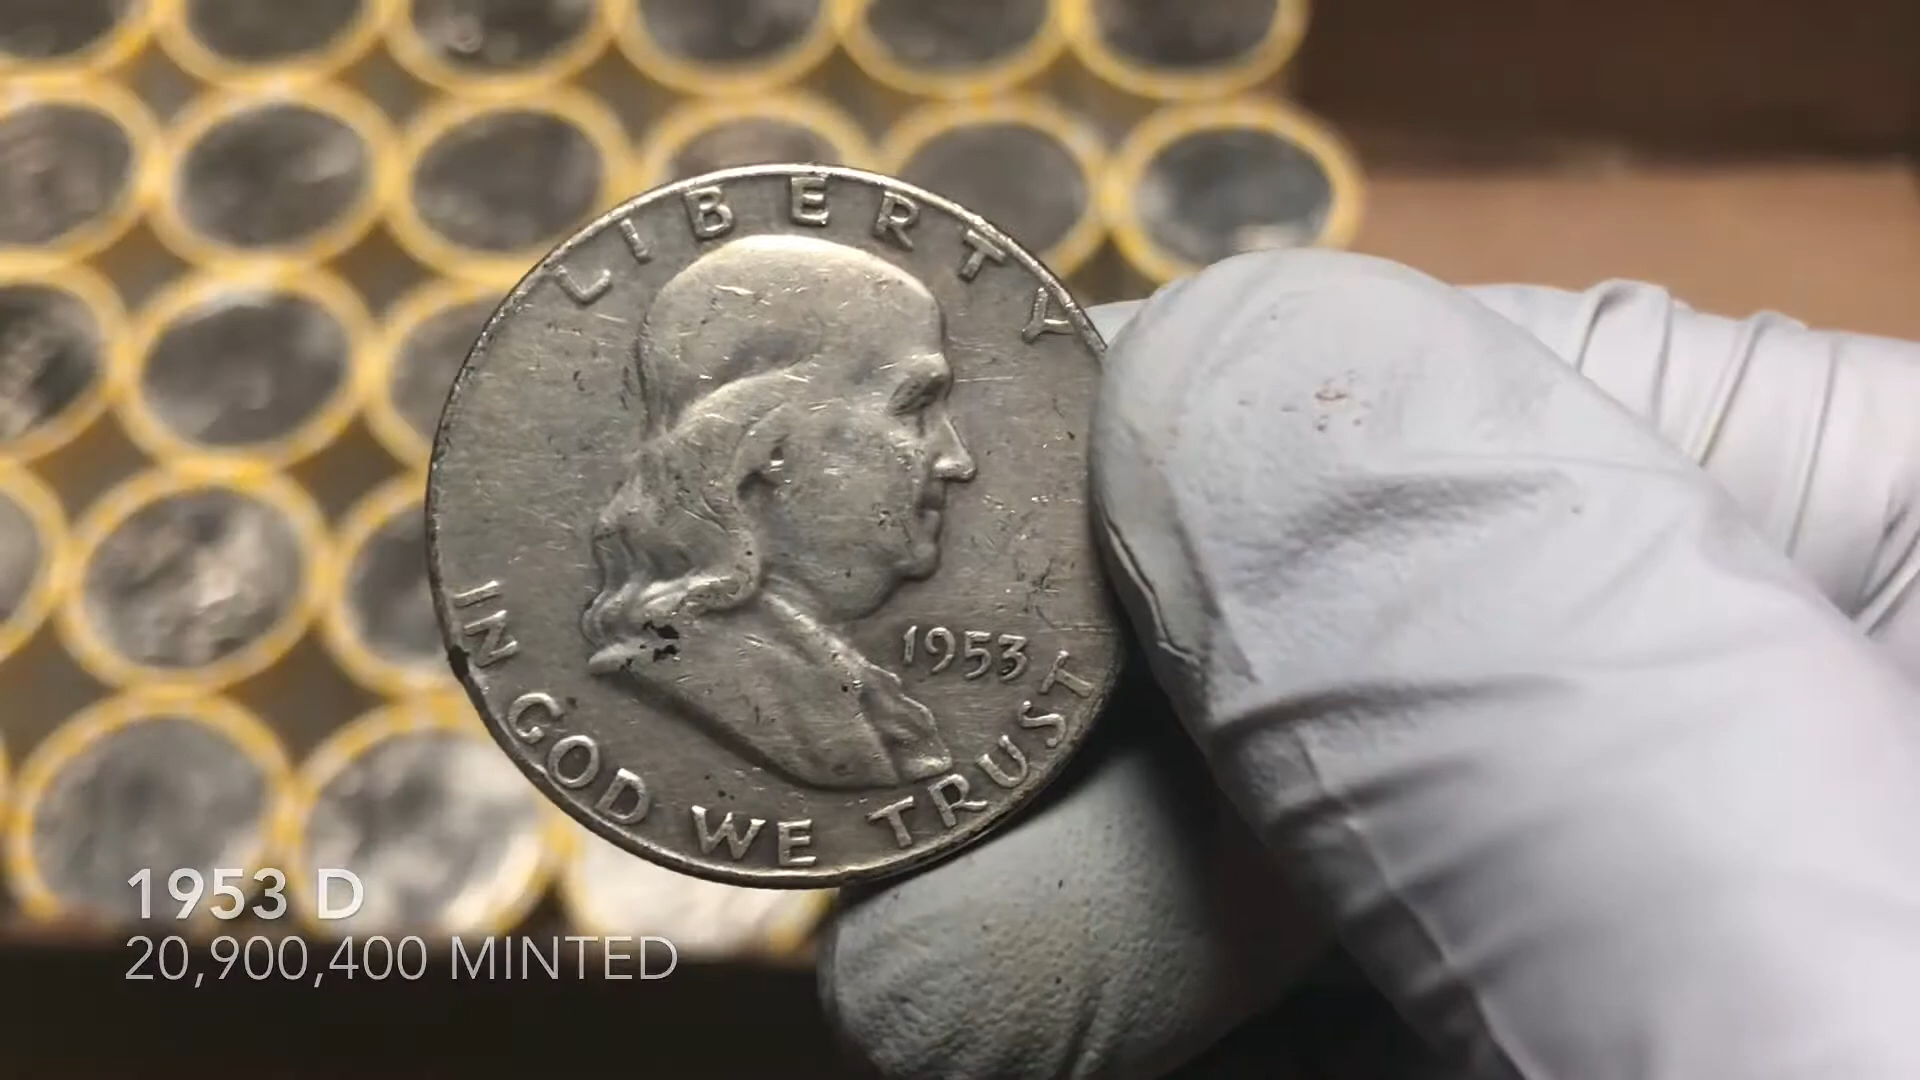 LIBERTY
1953
IN GOD WE TRUST
1953 D
20,900,400 MINTED